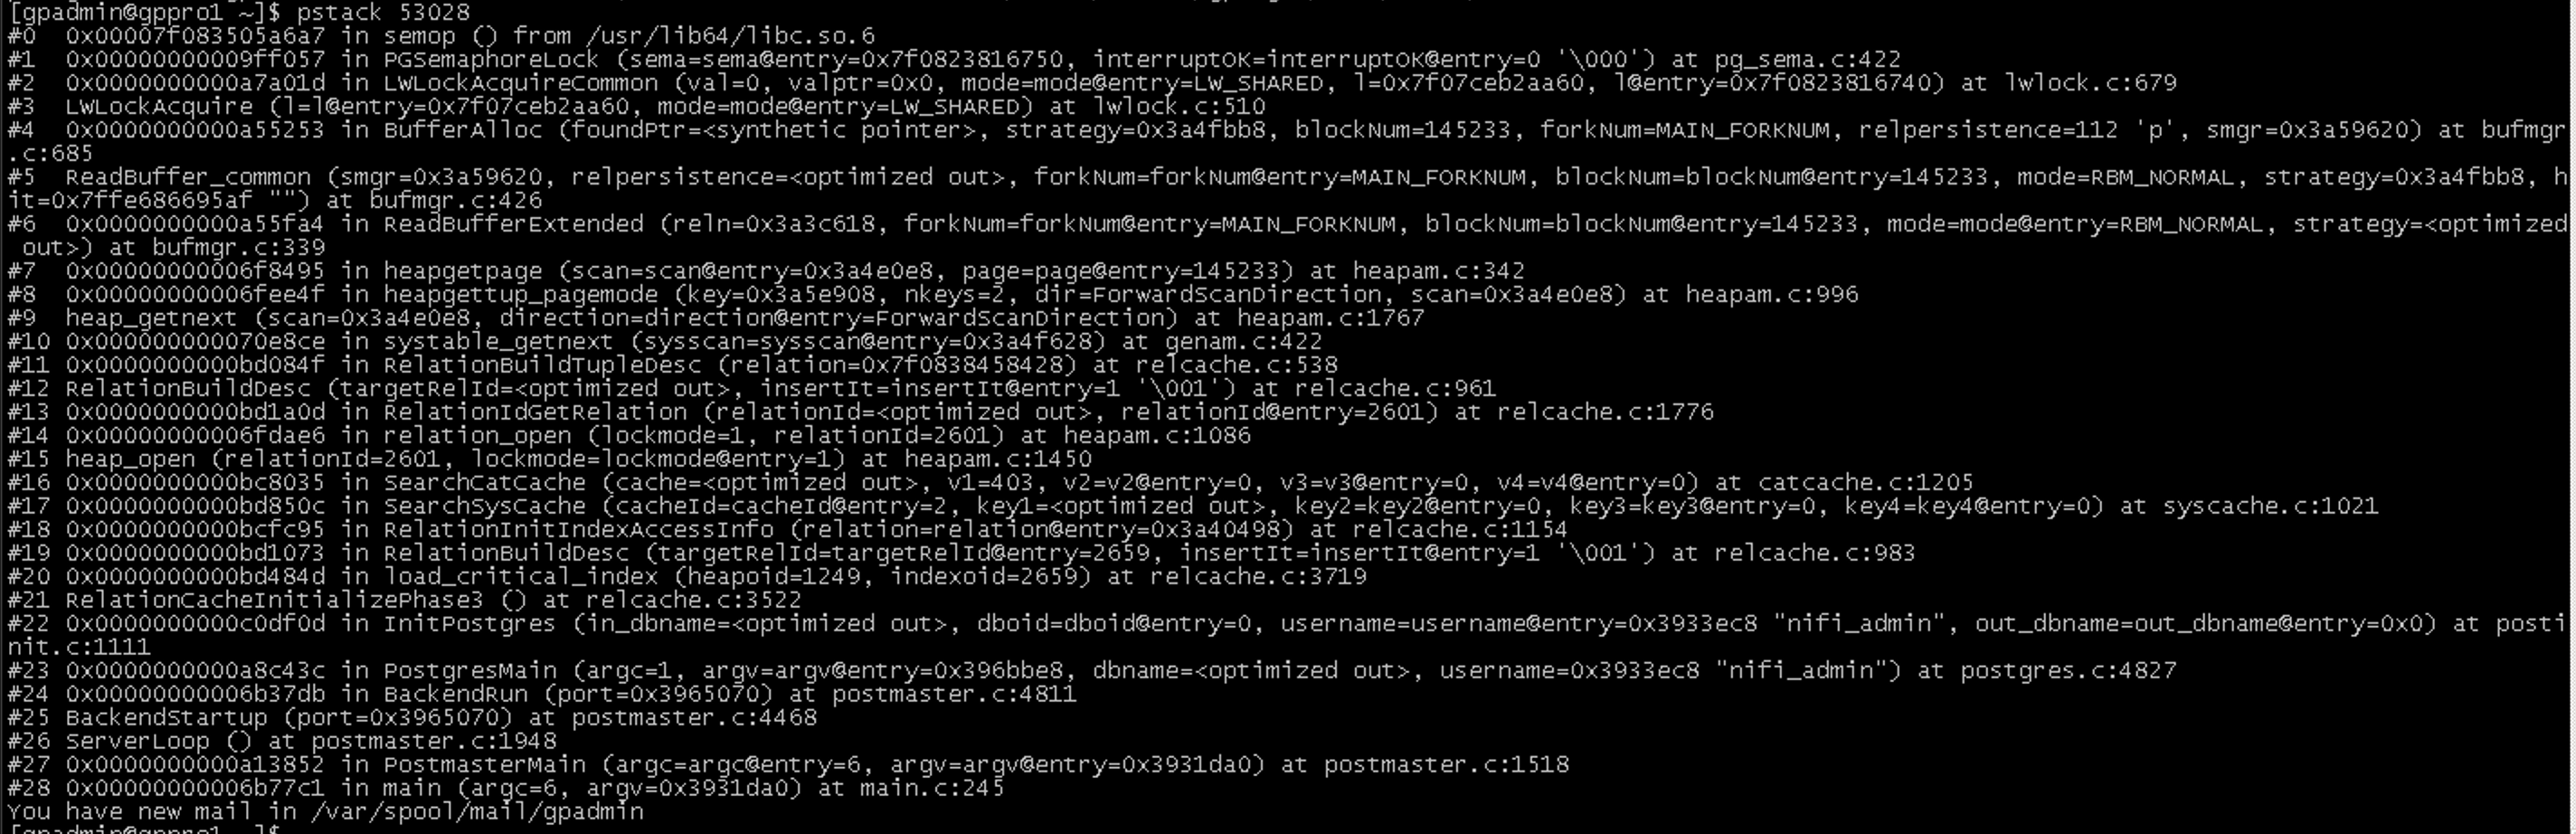 [gpadmin@gppro1 ~]$ pstack 53028
#0  0x00007f083505a6a7 in semop () from /usr/lib64/libc.so.6
#1  0x00000000009ff057 in PGSemaphoreLock (sema=sema@entry=0x7f0823816750, interruptOK=interruptOK@entry=0 '\000') at pg_sema.c:422
#2  0x0000000000a7a01d in LWLockAcquireCommon (val=0, valptr=0x0, mode=mode@entry=LW_SHARED, l=0x7f07ceb2aa60, l@entry=0x7f0823816740) at lwlock.c:679
#3  LWLockAcquire (l=l@entry=0x7f07ceb2aa60, mode=mode@entry=LW_SHARED) at lwlock.c:510
#4  0x0000000000a55253 in BufferAlloc (foundPtr=<synthetic pointer>, strategy=0x3a4fbb8, blockNum=145233, forkNum=MAIN_FORKNUM, relpersistence=112 'p', smgr=0x3a59620) at bufmgr
.c:685
#5  ReadBuffer_common (smgr=0x3a59620, relpersistence=<optimized out>, forkNum=forkNum@entry=MAIN_FORKNUM, blockNum=blockNum@entry=145233, mode=RBM_NORMAL, strategy=0x3a4fbb8, h
it=0x7ffe686695af "") at bufmgr.c:426
#6  0x0000000000a55fa4 in ReadBufferExtended (reln=0x3a3c618, forkNum=forkNum@entry=MAIN_FORKNUM, blockNum=blockNum@entry=145233, mode=mode@entry=RBM_NORMAL, strategy=<optimized
 out>) at bufmgr.c:339
#7  0x00000000006f8495 in heapgetpage (scan=scan@entry=0x3a4e0e8, page=page@entry=145233) at heapam.c:342
#8  0x00000000006fee4f in heapgettup_pagemode (key=0x3a5e908, nkeys=2, dir=ForwardScanDirection, scan=0x3a4e0e8) at heapam.c:996
#9  heap_getnext (scan=0x3a4e0e8, direction=direction@entry=ForwardScanDirection) at heapam.c:1767
#10 0x000000000070e8ce in systable_getnext (sysscan=sysscan@entry=0x3a4f628) at genam.c:422
#11 0x0000000000bd084f in RelationBuildTupleDesc (relation=0x7f0838458428) at relcache.c:538
#12 RelationBuildDesc (targetRelId=<optimized out>, insertIt=insertIt@entry=1 '\001') at relcache.c:961
#13 0x0000000000bd1a0d in RelationIdGetRelation (relationId=<optimized out>, relationId@entry=2601) at relcache.c:1776
#14 0x00000000006fdae6 in relation_open (lockmode=1, relationId=2601) at heapam.c:1086
#15 heap_open (relationId=2601, lockmode=lockmode@entry=1) at heapam.c:1450
#16 0x0000000000bc8035 in SearchCatCache (cache=<optimized out>, v1=403, v2=v2@entry=0, v3=v3@entry=0, v4=v4@entry=0) at catcache.c:1205
#17 0x0000000000bd850c in SearchSysCache (cacheId=cacheId@entry=2, key1=<optimized out>, key2=key2@entry=0, key3=key3@entry=0, key4=key4@entry=0) at syscache.c:1021
#18 0x0000000000bcfc95 in RelationInitIndexAccessInfo (relation=relation@entry=0x3a40498) at relcache.c:1154
#19 0x0000000000bd1073 in RelationBuildDesc (targetRelId=targetRelId@entry=2659, insertIt=insertIt@entry=1 '\001') at relcache.c:983
#20 0x0000000000bd484d in load_critical_index (heapoid=1249, indexoid=2659) at relcache.c:3719
#21 RelationCacheInitializePhase3 () at relcache.c:3522
#22 0x0000000000c0df0d in InitPostgres (in_dbname=<optimized out>, dboid=dboid@entry=0, username=username@entry=0x3933ec8 "nifi_admin", out_dbname=out_dbname@entry=0x0) at posti
nit.c:1111
#23 0x0000000000a8c43c in PostgresMain (argc=1, argv=argv@entry=0x396bbe8, dbname=<optimized out>, username=0x3933ec8 "nifi_admin") at postgres.c:4827
#24 0x00000000006b37db in BackendRun (port=0x3965070) at postmaster.c:4811
#25 BackendStartup (port=0x3965070) at postmaster.c:4468
#26 ServerLoop () at postmaster.c:1948
#27 0x0000000000a13852 in PostmasterMain (argc=argc@entry=6, argv=argv@entry=0x3931da0) at postmaster.c:1518
#28 0x00000000006b77c1 in main (argc=6, argv=0x3931da0) at main.c:245
You have new mail in /var/spool/mail/gpadmin
[gpadmin@gppro1 ~]$